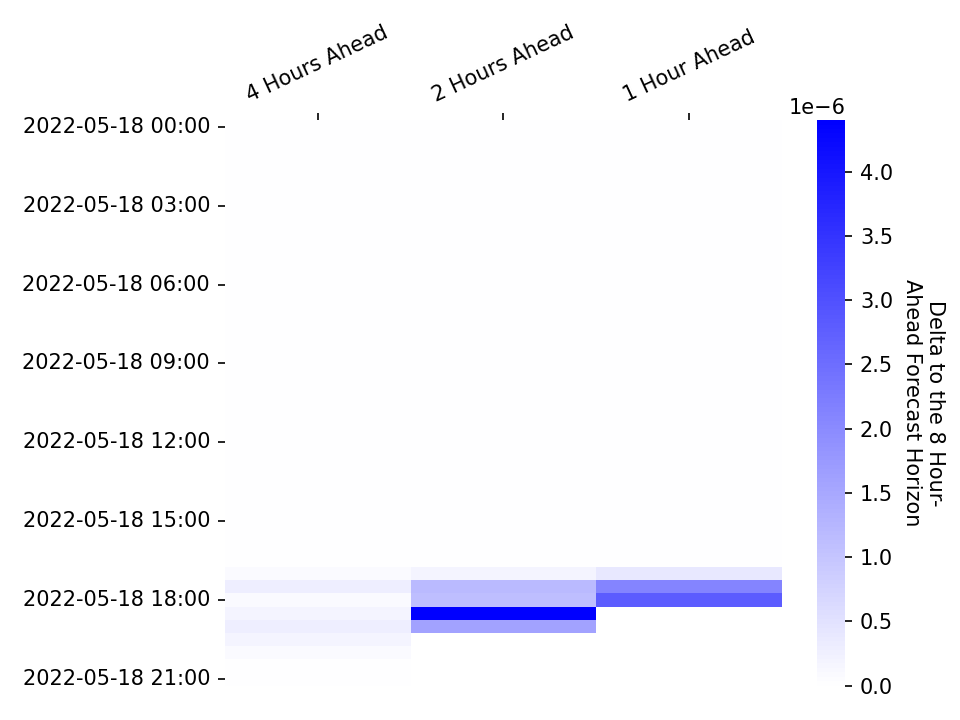 4 Hours Ahead
2 Hours Ahead
1 Hour Ahead
1e−6
2022-05-18 00:00
2022-05-18 03:00
2022-05-18 06:00
2022-05-18 09:00
2022-05-18 12:00
2022-05-18 15:00
2022-05-18 18:00
2022-05-18 21:00
4.0
3.5
3.0
2.5
2.0
1.5
1.0
0.5
0.0
Delta to the 8 Hour-
Ahead Forecast Horizon